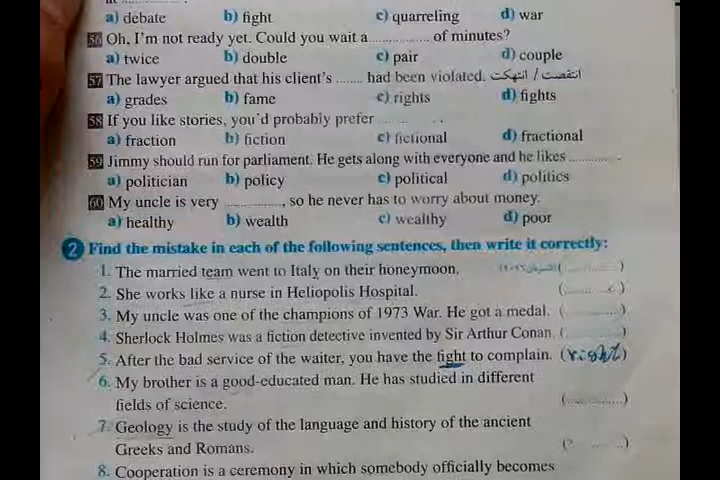 a) debate b) fight c) quarreling d) war
56 Oh, I'm not ready yet. Could you wait a ............... of minutes?
a) twice b) double c) pair d) couple
57 The lawyer argued that his client's ....... had been violated. انتقصت / انتهكت
a) grades b) fame c) rights d) fights
58 If you like stories, you'd probably prefer ........
a) fraction b) fiction c) fictional d) fractional
59 Jimmy should run for parliament. He gets along with everyone and he likes ............
a) politician b) policy c) political d) politics
60 My uncle is very .............., so he never has to worry about money.
a) healthy b) wealth c) wealthy d) poor
2 Find the mistake in each of the following sentences, then write it correctly:
1. The married team went to Italy on their honeymoon. (..............)
2. She works like a nurse in Heliopolis Hospital. (..............)
3. My uncle was one of the champions of 1973 War. He got a medal. (..............)
4. Sherlock Holmes was a fiction detective invented by Sir Arthur Conan. (..............)
5. After the bad service of the waiter, you have the fight to complain. (right)
6. My brother is a good-educated man. He has studied in different
fields of science. (..............)
7. Geology is the study of the language and history of the ancient
Greeks and Romans. (..............)
8. Cooperation is a ceremony in which somebody officially becomes